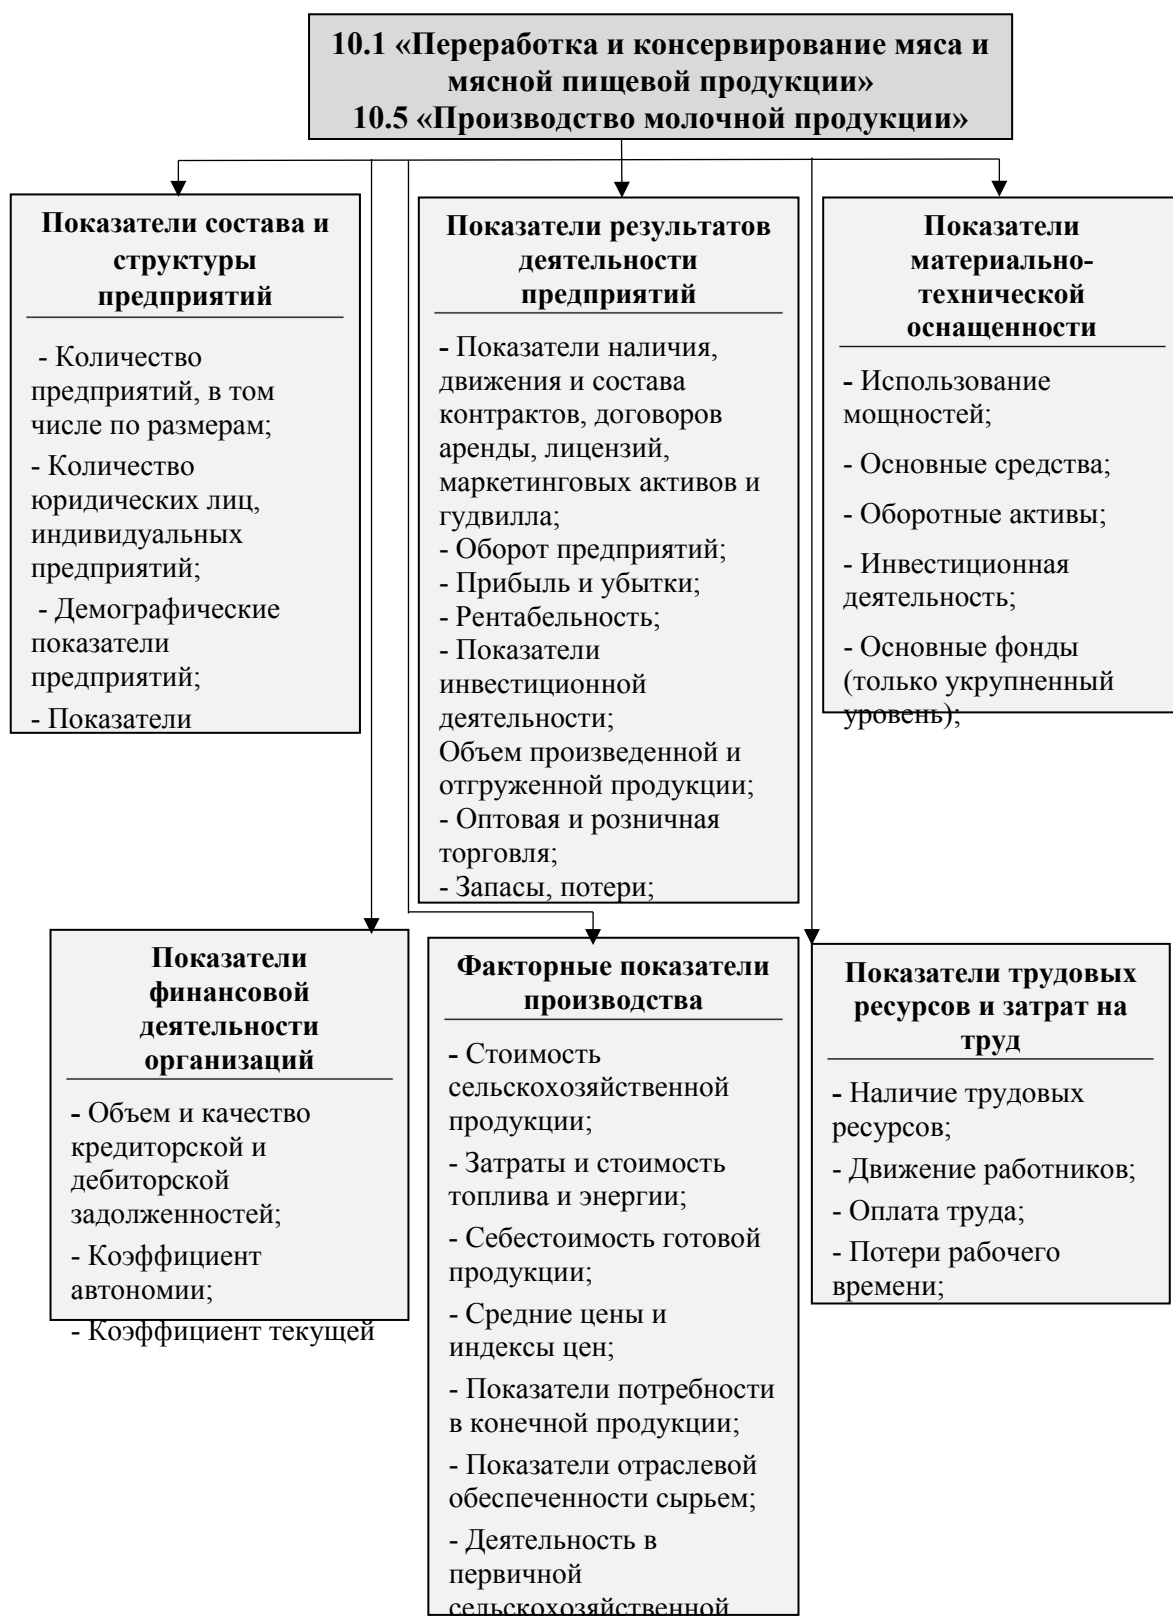 10.1 «Переработка и консервирование мяса и
мясной пищевой продукции»
10.5 «Производство молочной продукции»
Показатели состава и
структуры
предприятий
- Количество
предприятий, в том
числе по размерам;
- Количество
юридических лиц,
индивидуальных
предприятий;
- Демографические
показатели
предприятий;
- Показатели
Показатели результатов
деятельности
предприятий
- Показатели наличия,
движения и состава
контрактов, договоров
аренды, лицензий,
маркетинговых активов и
гудвилла;
- Оборот предприятий;
- Прибыль и убытки;
- Рентабельность;
- Показатели
инвестиционной
деятельности;
Объем произведенной и
отгруженной продукции;
- Оптовая и розничная
торговля;
- Запасы, потери;
Показатели
материально-
технической
оснащенности
- Использование
мощностей;
- Основные средства;
- Оборотные активы;
- Инвестиционная
деятельность;
- Основные фонды
(только укрупненный
уровень);
Показатели
финансовой
деятельности
организаций
- Объем и качество
кредиторской и
дебиторской
задолженностей;
- Коэффициент
автономии;
- Коэффициент текущей
Факторные показатели
производства
- Стоимость
сельскохозяйственной
продукции;
- Затраты и стоимость
топлива и энергии;
- Себестоимость готовой
продукции;
- Средние цены и
индексы цен;
- Показатели потребности
в конечной продукции;
- Показатели отраслевой
обеспеченности сырьем;
- Деятельность в
первичной
сельскохозяйственной
Показатели трудовых
ресурсов и затрат на
труд
- Наличие трудовых
ресурсов;
- Движение работников;
- Оплата труда;
- Потери рабочего
времени;